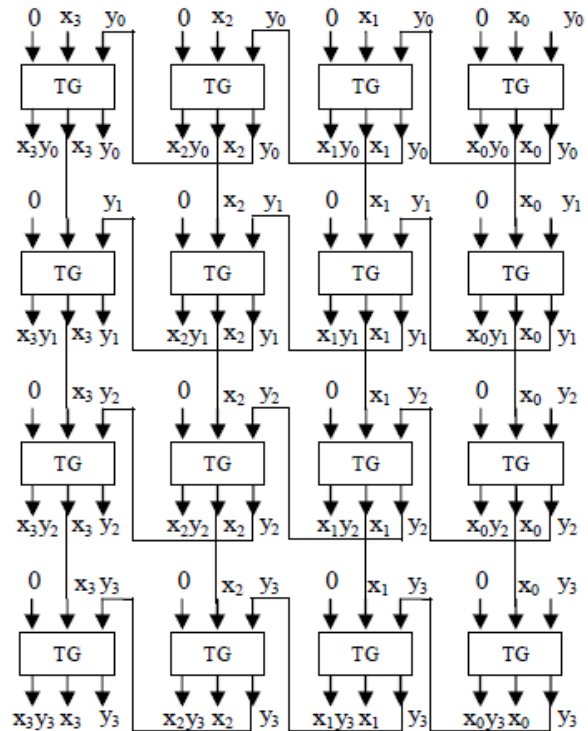 0 x₃ y₀ 0 x₂ y₀ 0 x₁ y₀ 0 x₀ y₀
TG TG TG TG
x₃y₀ x₃ y₀ x₂y₀ x₂ y₀ x₁y₀ x₁ y₀ x₀y₀ x₀ y₀
0 y₁ 0 x₂ y₁ 0 x₁ y₁ 0 x₀ y₁
TG TG TG TG
x₃y₁ x₃ y₁ x₂y₁ x₂ y₁ x₁y₁ x₁ y₁ x₀y₁ x₀ y₁
0 x₃ y₂ 0 x₂ y₂ 0 x₁ y₂ 0 x₀ y₂
TG TG TG TG
x₃y₂ x₃ y₂ x₂y₂ x₂ y₂ x₁y₂ x₁ y₂ x₀y₂ x₀ y₂
0 x₃ y₃ 0 x₂ y₃ 0 x₁ y₃ 0 x₀ y₃
TG TG TG TG
x₃y₃ x₃ y₃ x₂y₃ x₂ y₃ x₁y₃ x₁ y₃ x₀y₃ x₀ y₃